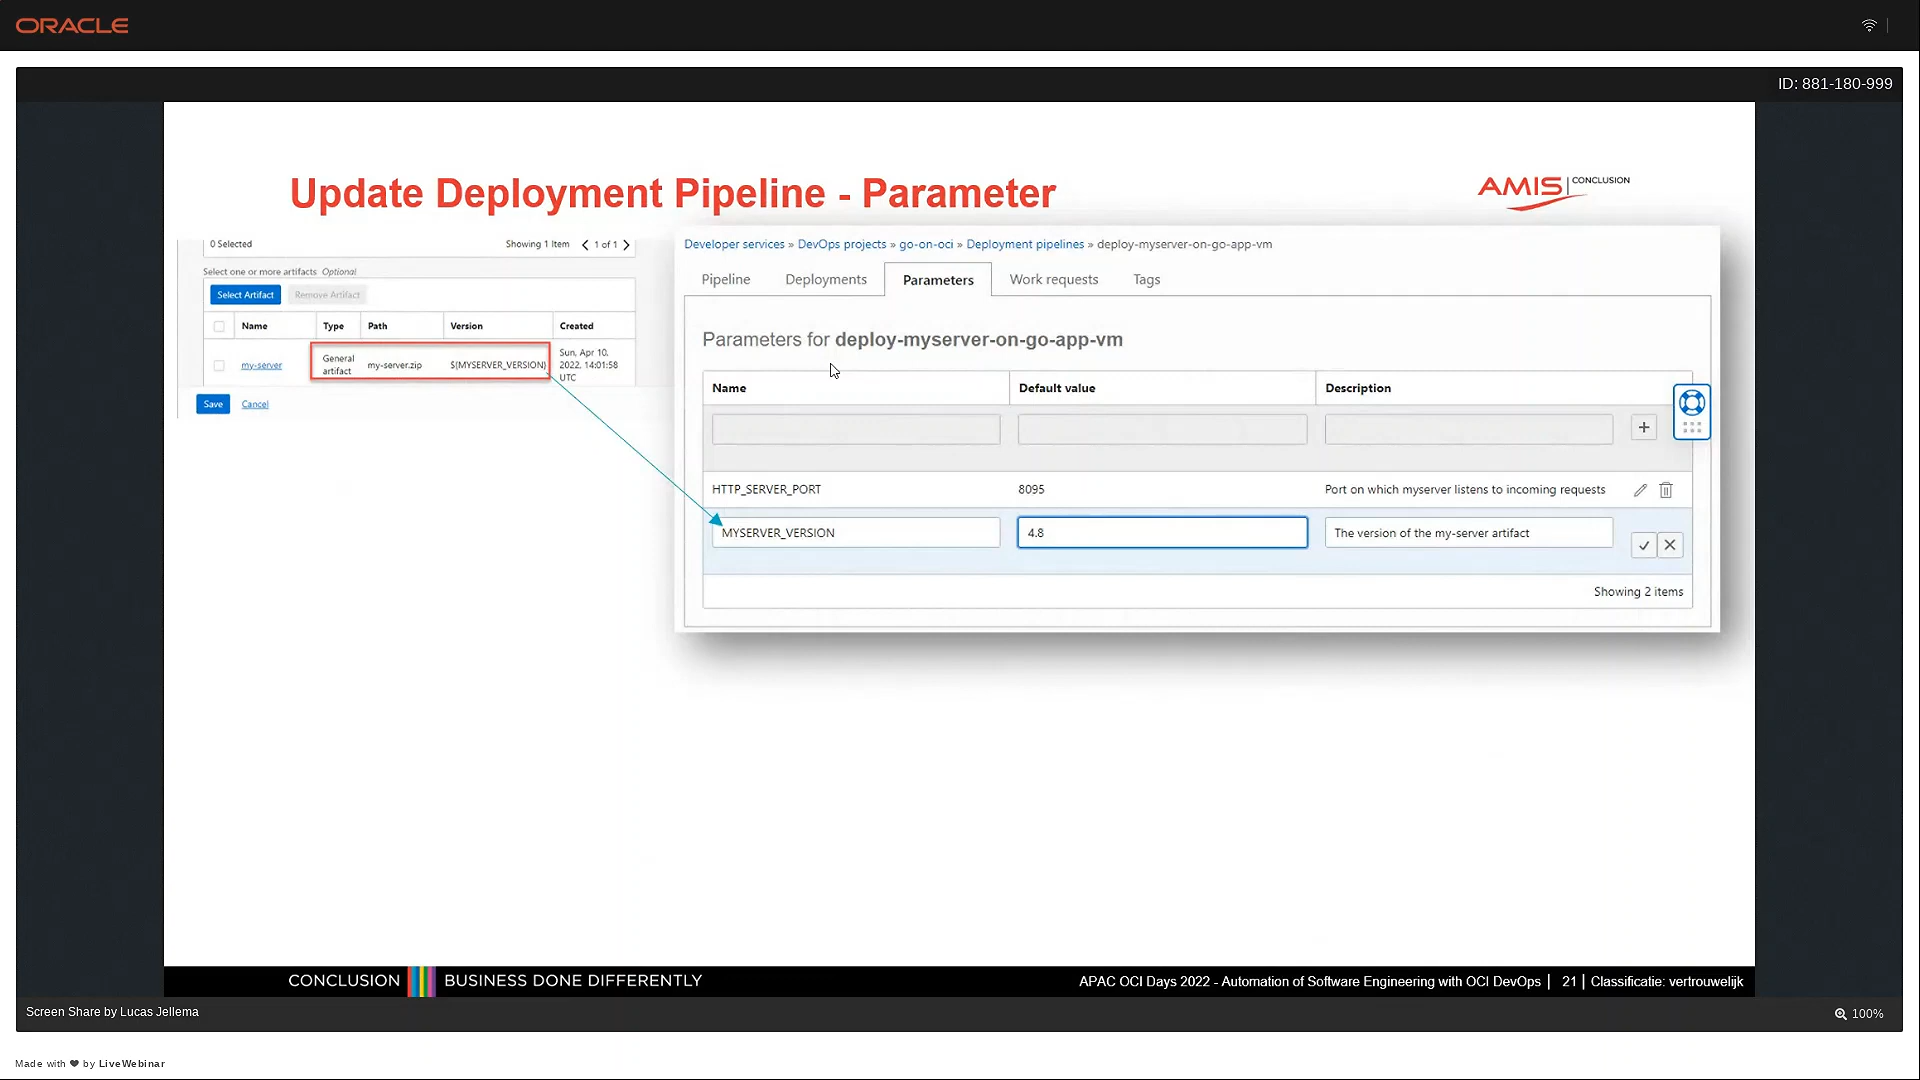 ORACLE
ID: 881-180-999
Update Deployment Pipeline - Parameter
AMIS CONCLUSION
0 Selected Showing 1 Item 1 of 1
Select one or more artifacts Optional
Select Artifact Remove Artifact
Name Type Path Version Created
my-server General artifact my-server.zip ${MYSERVER_VERSION} Sun, Apr 10, 2022, 14:01:58 UTC
Save Cancel
Developer services » DevOps projects » go-on-oci » Deployment pipelines » deploy-myserver-on-go-app-vm
Pipeline Deployments Parameters Work requests Tags
Parameters for deploy-myserver-on-go-app-vm
Name Default value Description
HTTP_SERVER_PORT 8095 Port on which myserver listens to incoming requests
MYSERVER_VERSION 4.8 The version of the my-server artifact
Showing 2 items
CONCLUSION BUSINESS DONE DIFFERENTLY
APAC OCI Days 2022 - Automation of Software Engineering with OCI DevOps | 21 | Classificatie: vertrouwelijk
Screen Share by Lucas Jellema
100%
Made with ❤ by LiveWebinar